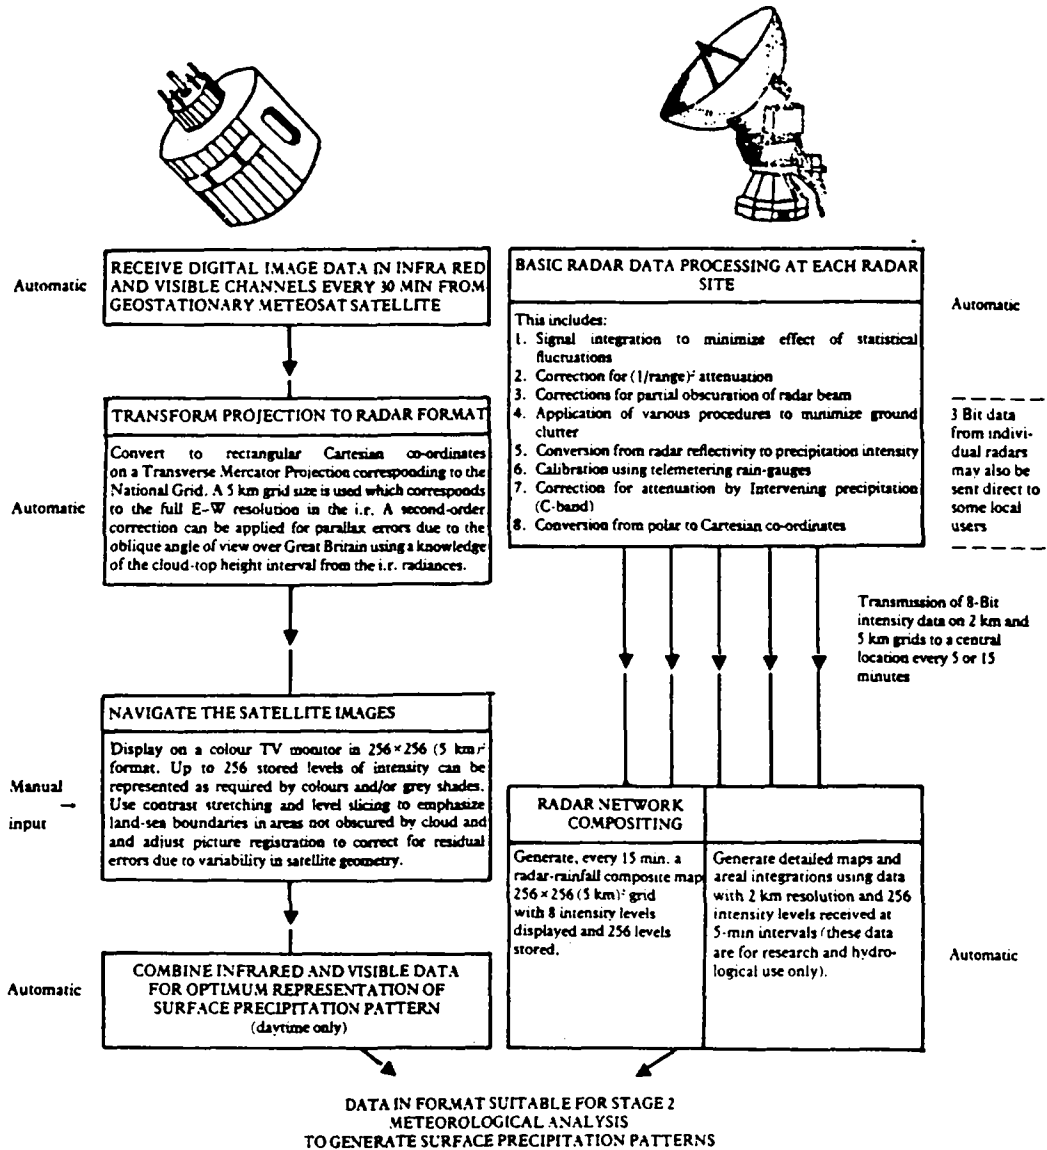 Automatic
RECEIVE DIGITAL IMAGE DATA IN INFRA RED
AND VISIBLE CHANNELS EVERY 30 MIN FROM
GEOSTATIONARY METEOSAT SATELLITE
Automatic
TRANSFORM PROJECTION TO RADAR FORMAT
Convert to rectangular Cartesian co-ordinates
on a Transverse Mercator Projection corresponding to the
National Grid. A 5 km grid size is used which corresponds
to the full E-W resolution in the i.r. A second-order
correction can be applied for parallax errors due to the
oblique angle of view over Great Britain using a knowledge
of the cloud-top height interval from the i.r. radiances.
Manual
→
input
NAVIGATE THE SATELLITE IMAGES
Display on a colour TV monitor in 256×256 (5 km)²
format. Up to 256 stored levels of intensity can be
represented as required by colours and/or grey shades.
Use contrast stretching and level slicing to emphasize
land-sea boundaries in areas not obscured by cloud and
and adjust picture registration to correct for residual
errors due to variability in satellite geometry.
Automatic
COMBINE INFRARED AND VISIBLE DATA
FOR OPTIMUM REPRESENTATION OF
SURFACE PRECIPITATION PATTERN
(daytime only)
BASIC RADAR DATA PROCESSING AT EACH RADAR
SITE
This includes:
1. Signal integration to minimize effect of statistical
fluctuations
2. Correction for (1/range)² attenuation
3. Corrections for partial obscuration of radar beam
4. Application of various procedures to minimize ground
clutter
5. Conversion from radar reflectivity to precipitation intensity
6. Calibration using telemetering rain-gauges
7. Correction for attenuation by Intervening precipitation
(C-band)
8. Conversion from polar to Cartesian co-ordinates
Automatic
3 Bit data
from indivi-
dual radars
may also be
sent direct to
some local
users
Transmission of 8-Bit
intensity data on 2 km and
5 km grids to a central
location every 5 or 15
minutes
RADAR NETWORK
COMPOSITING
Generate, every 15 min. a
radar-rainfall composite map
256×256 (5 km)² grid
with 8 intensity levels
displayed and 256 levels
stored.
Generate detailed maps and
areal integrations using data
with 2 km resolution and 256
intensity levels received at
5-min intervals (these data
are for research and hydro-
logical use only).
Automatic
DATA IN FORMAT SUITABLE FOR STAGE 2
METEOROLOGICAL ANALYSIS
TO GENERATE SURFACE PRECIPITATION PATTERNS